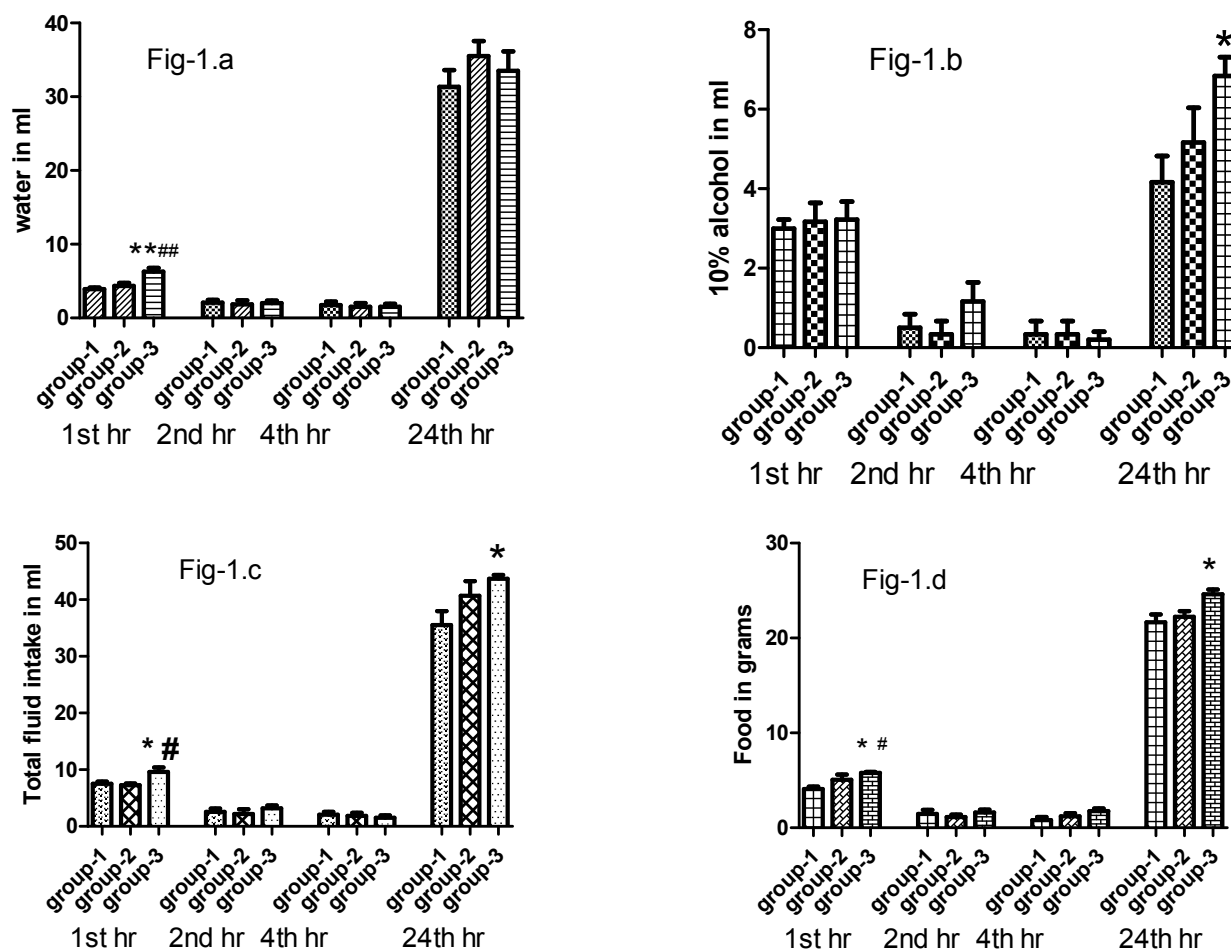 Fig-1.a
water in ml
40
30
20
10
0
**##
group-1
group-2
group-3
group-1
group-2
group-3
group-1
group-2
group-3
group-1
group-2
group-3
1st hr 2nd hr 4th hr 24th hr
Fig-1.b
10% alcohol in ml
8
6
4
2
0
*
group-1
group-2
group-3
group-1
group-2
group-3
group-1
group-2
group-3
group-1
group-2
group-3
1st hr 2nd hr 4th hr 24th hr
Fig-1.c
Total fluid intake in ml
50
40
30
20
10
0
* #
*
group-1
group-2
group-3
group-1
group-2
group-3
group-1
group-2
group-3
group-1
group-2
group-3
1st hr 2nd hr 4th hr 24th hr
Fig-1.d
Food in grams
30
20
10
0
* #
*
group-1
group-2
group-3
group-1
group-2
group-3
group-1
group-2
group-3
group-1
group-2
group-3
1st hr 2nd hr 4th hr 24th hr